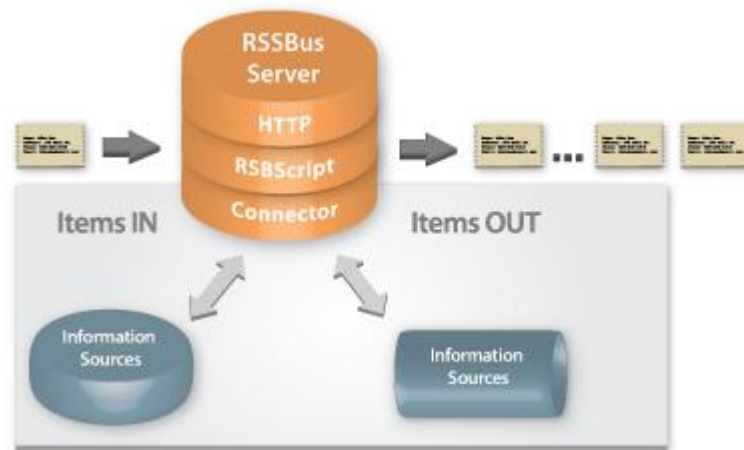 RSSBus
Server
HTTP
RSBScript
Connector
Items IN
Items OUT
Information
Sources
Information
Sources